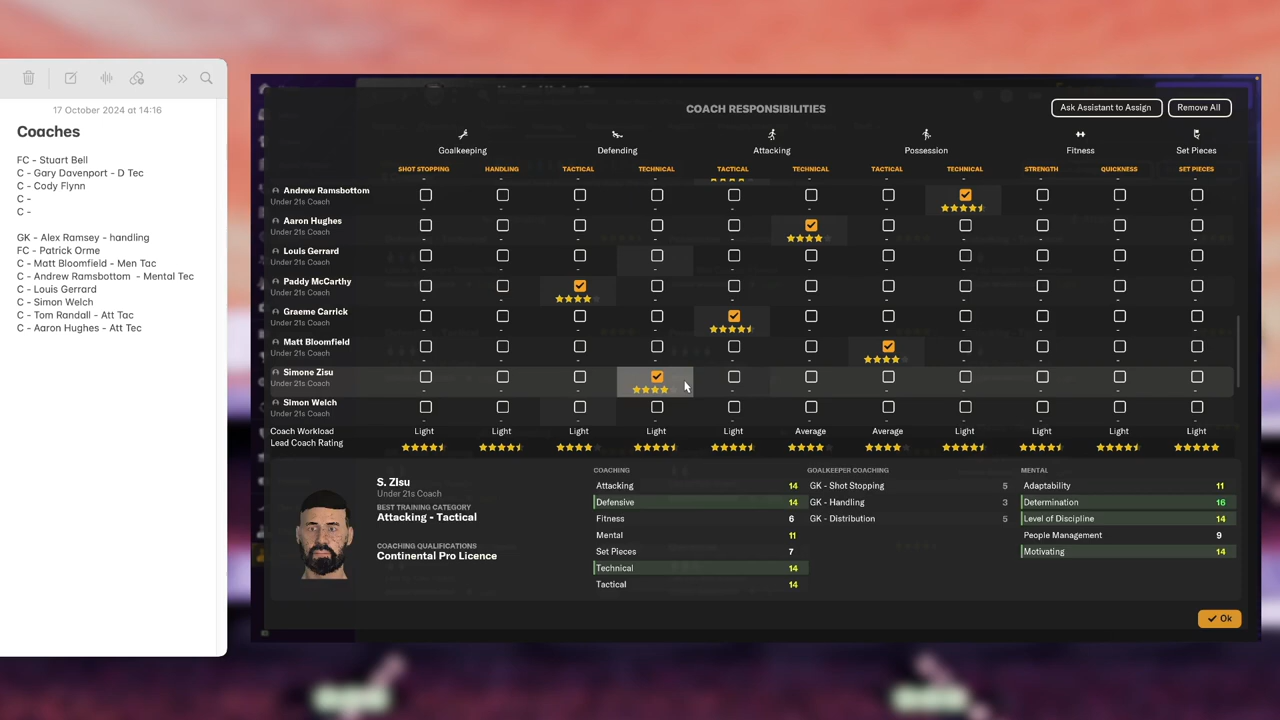 17 October 2024 at 14:16
Coaches
FC - Stuart Bell
C - Gary Davenport - D Tec
C - Cody Flynn
C -
C -
GK - Alex Ramsey - handling
FC - Patrick Orme
C - Matt Bloomfield - Men Tac
C - Andrew Ramsbottom - Mental Tec
C - Louis Gerrard
C - Simon Welch
C - Tom Randall - Att Tac
C - Aaron Hughes - Att Tec
COACH RESPONSIBILITIES
Ask Assistant to Assign
Remove All
Goalkeeping Defending Attacking Possession Fitness Set Pieces
SHOT STOPPING HANDLING TACTICAL TECHNICAL TACTICAL TECHNICAL TACTICAL TECHNICAL STRENGTH QUICKNESS SET PIECES
Andrew Ramsbottom
Under 21s Coach
Aaron Hughes
Under 21s Coach
Louis Gerrard
Under 21s Coach
Paddy McCarthy
Under 21s Coach
Graeme Carrick
Under 21s Coach
Matt Bloomfield
Under 21s Coach
Simone Zisu
Under 21s Coach
Simon Welch
Under 21s Coach
Coach Workload Light Light Light Light Light Average Average Light Light Light Light
Lead Coach Rating
S. Zisu
Under 21s Coach
BEST TRAINING CATEGORY
Attacking - Tactical
COACHING QUALIFICATIONS
Continental Pro Licence
COACHING
Attacking 14
Defensive 14
Fitness 6
Mental 11
Set Pieces 7
Technical 14
Tactical 14
GOALKEEPER COACHING
GK - Shot Stopping 5
GK - Handling 3
GK - Distribution 5
MENTAL
Adaptability 11
Determination 16
Level of Discipline 14
People Management 9
Motivating 14
Ok